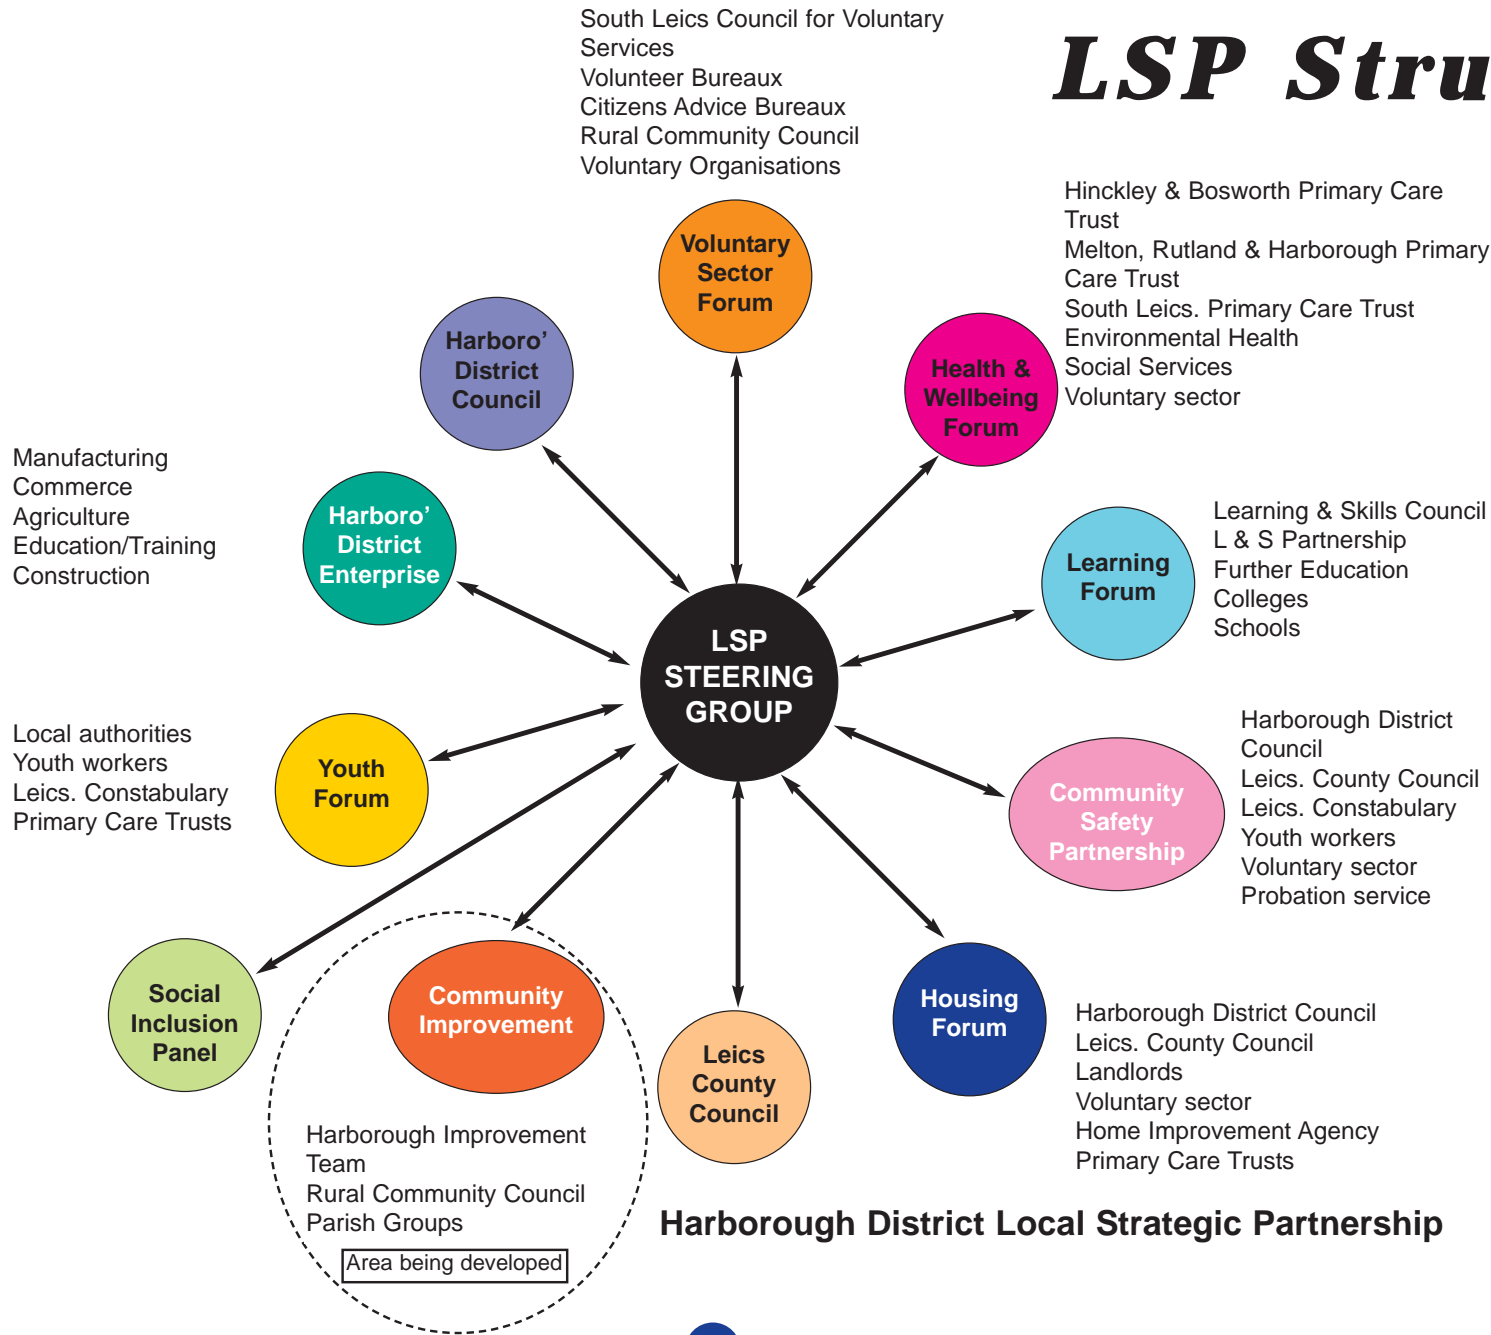 South Leics Council for Voluntary
Services
Volunteer Bureaux
Citizens Advice Bureaux
Rural Community Council
Voluntary Organisations
LSP Stru
Hinckley & Bosworth Primary Care
Trust
Melton, Rutland & Harborough Primary
Care Trust
South Leics. Primary Care Trust
Environmental Health
Social Services
Voluntary sector
Voluntary
Sector
Forum
Harboro’
District
Council
Health &
Wellbeing
Forum
Manufacturing
Commerce
Agriculture
Education/Training
Construction
Harboro’
District
Enterprise
Learning
Forum
Learning & Skills Council
L & S Partnership
Further Education
Colleges
Schools
LSP
STEERING
GROUP
Local authorities
Youth workers
Leics. Constabulary
Primary Care Trusts
Youth
Forum
Community
Safety
Partnership
Harborough District
Council
Leics. County Council
Leics. Constabulary
Youth workers
Voluntary sector
Probation service
Social
Inclusion
Panel
Community
Improvement
Harborough Improvement
Team
Rural Community Council
Parish Groups
Area being developed
Leics
County
Council
Housing
Forum
Harborough District Council
Leics. County Council
Landlords
Voluntary sector
Home Improvement Agency
Primary Care Trusts
Harborough District Local Strategic Partnership